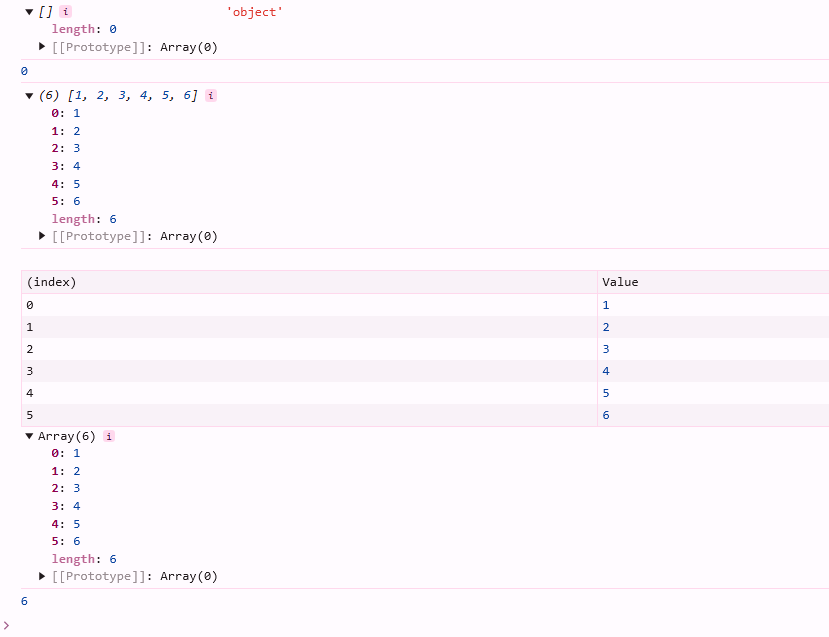 ▼ [] i 'object'
length: 0
▶ [[Prototype]]: Array(0)
0
▼ (6) [1, 2, 3, 4, 5, 6] i
0: 1
1: 2
2: 3
3: 4
4: 5
5: 6
length: 6
▶ [[Prototype]]: Array(0)
(index) Value
0 1
1 2
2 3
3 4
4 5
5 6
▼ Array(6) i
0: 1
1: 2
2: 3
3: 4
4: 5
5: 6
length: 6
▶ [[Prototype]]: Array(0)
6
>